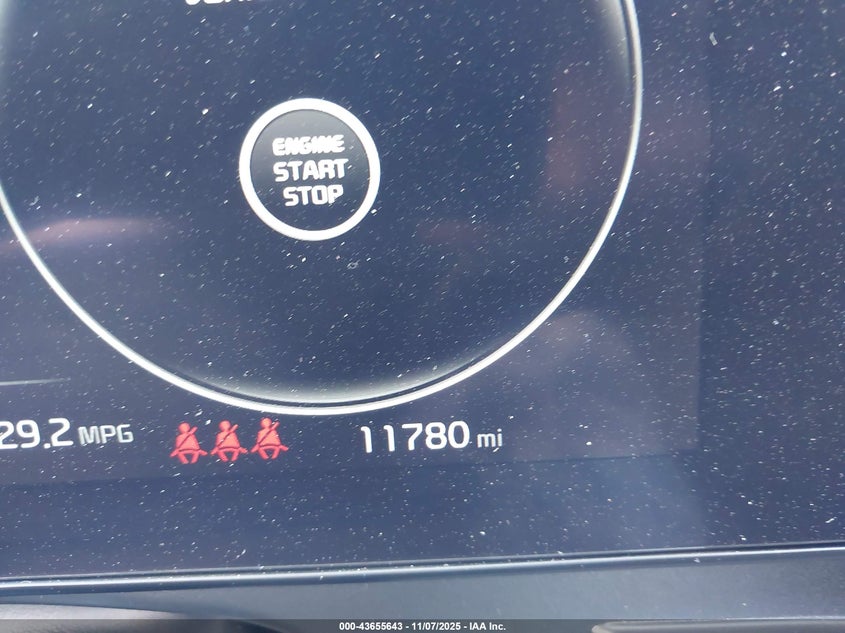 ENGINE
START
STOP
29.2 MPG 11780 mi
000-43655643 - 11/07/2025 - IAA Inc.